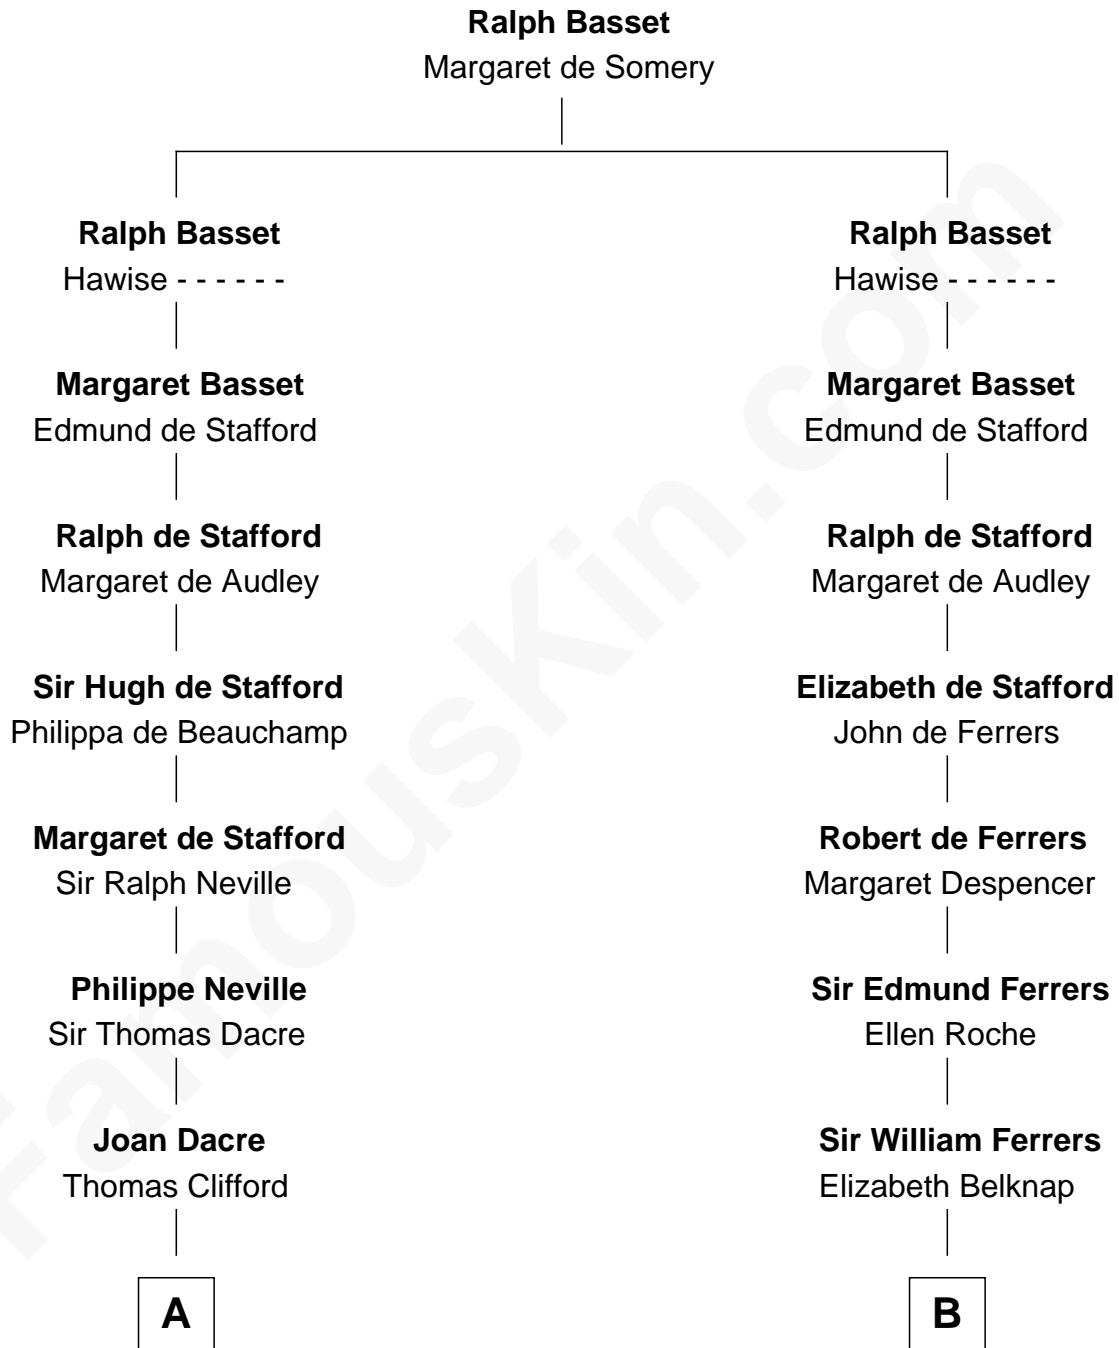 Ralph Basset
Margaret de Somery
Ralph Basset
Hawise - - - - - -
Margaret Basset
Edmund de Stafford
Ralph de Stafford
Margaret de Audley
Sir Hugh de Stafford
Philippa de Beauchamp
Margaret de Stafford
Sir Ralph Neville
Philippe Neville
Sir Thomas Dacre
Joan Dacre
Thomas Clifford
A
Ralph Basset
Hawise - - - - - -
Margaret Basset
Edmund de Stafford
Ralph de Stafford
Margaret de Audley
Elizabeth de Stafford
John de Ferrers
Robert de Ferrers
Margaret Despencer
Sir Edmund Ferrers
Ellen Roche
Sir William Ferrers
Elizabeth Belknap
B
FamousKin.com